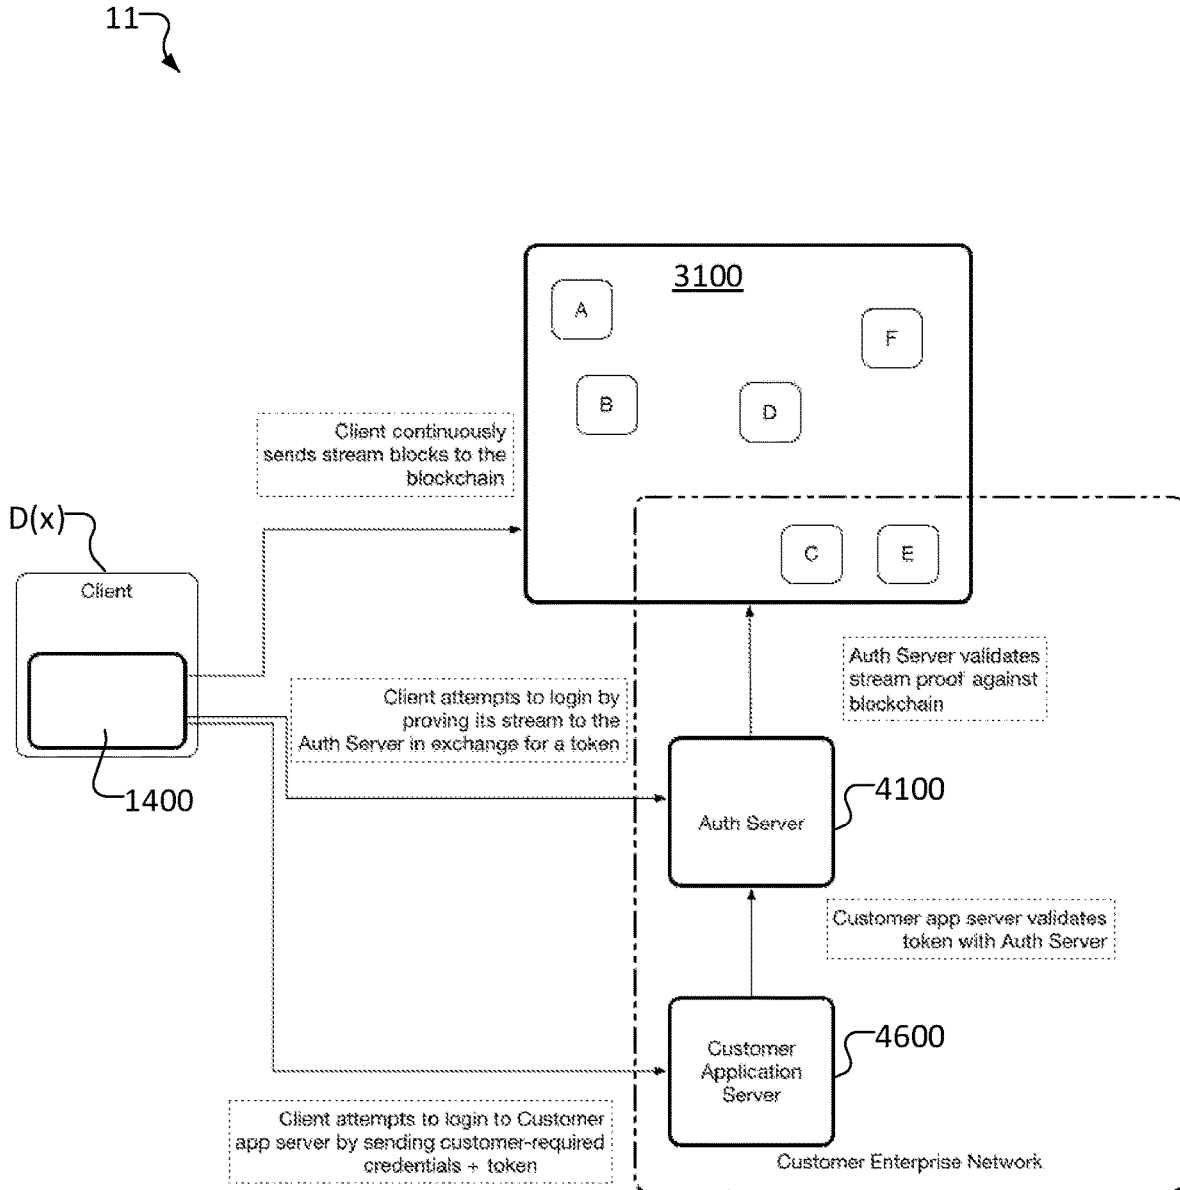 11
3100
A
F
B
D
Client continuously
sends stream blocks to the
blockchain
D(x)
C
E
Client
Auth Server validates
stream proof against
blockchain
Client attempts to login by
proving its stream to the
Auth Server in exchange for a token
1400
4100
Auth Server
Customer app server validates
token with Auth Server
4600
Customer
Application
Server
Client attempts to login to Customer
app server by sending customer-required
credentials + token
Customer Enterprise Network